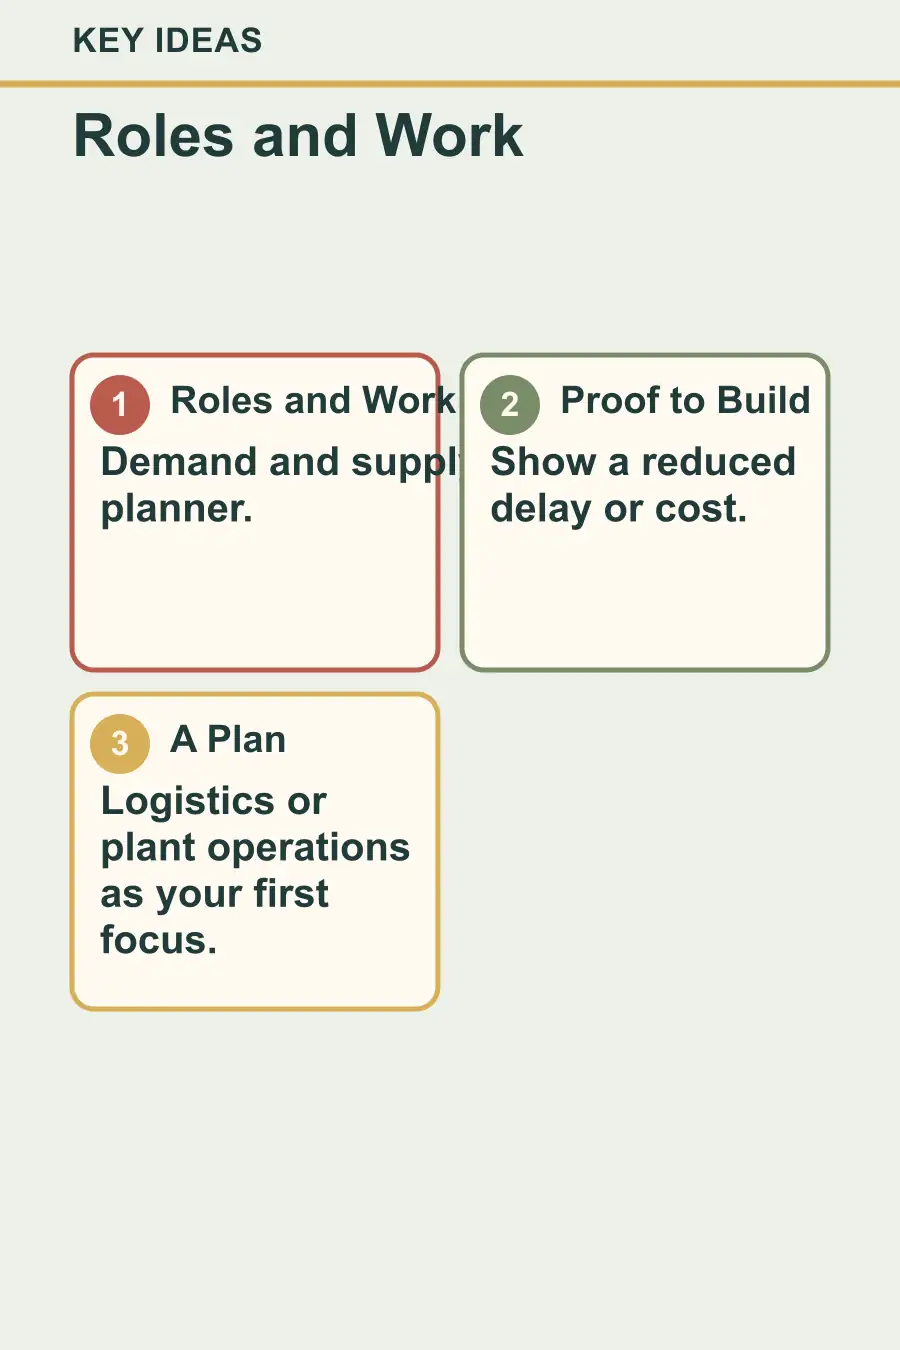 KEY IDEAS
Roles and Work
1
Roles and Work
Demand and supply
planner.
2
Proof to Build
Show a reduced
delay or cost.
3
A Plan
Logistics or
plant operations
as your first
focus.